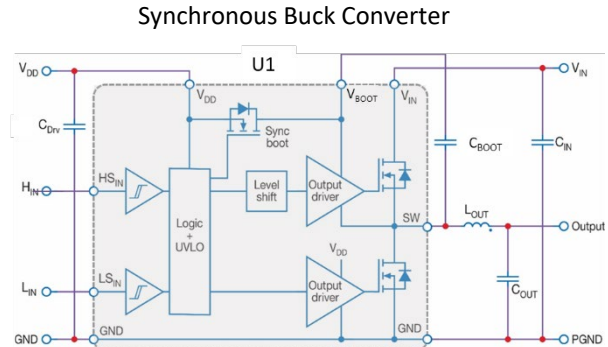 Synchronous Buck Converter
U1
VDD
VIN
VDD
VBOOT
VIN
CDrv
Sync
boot
CBOOT
CIN
HIN
HSIN
Level
shift
Output
driver
Logic
+
UVLO
SW
LOUT
Output
VDD
LIN
LSIN
Output
driver
COUT
GND
GND
GND
PGND